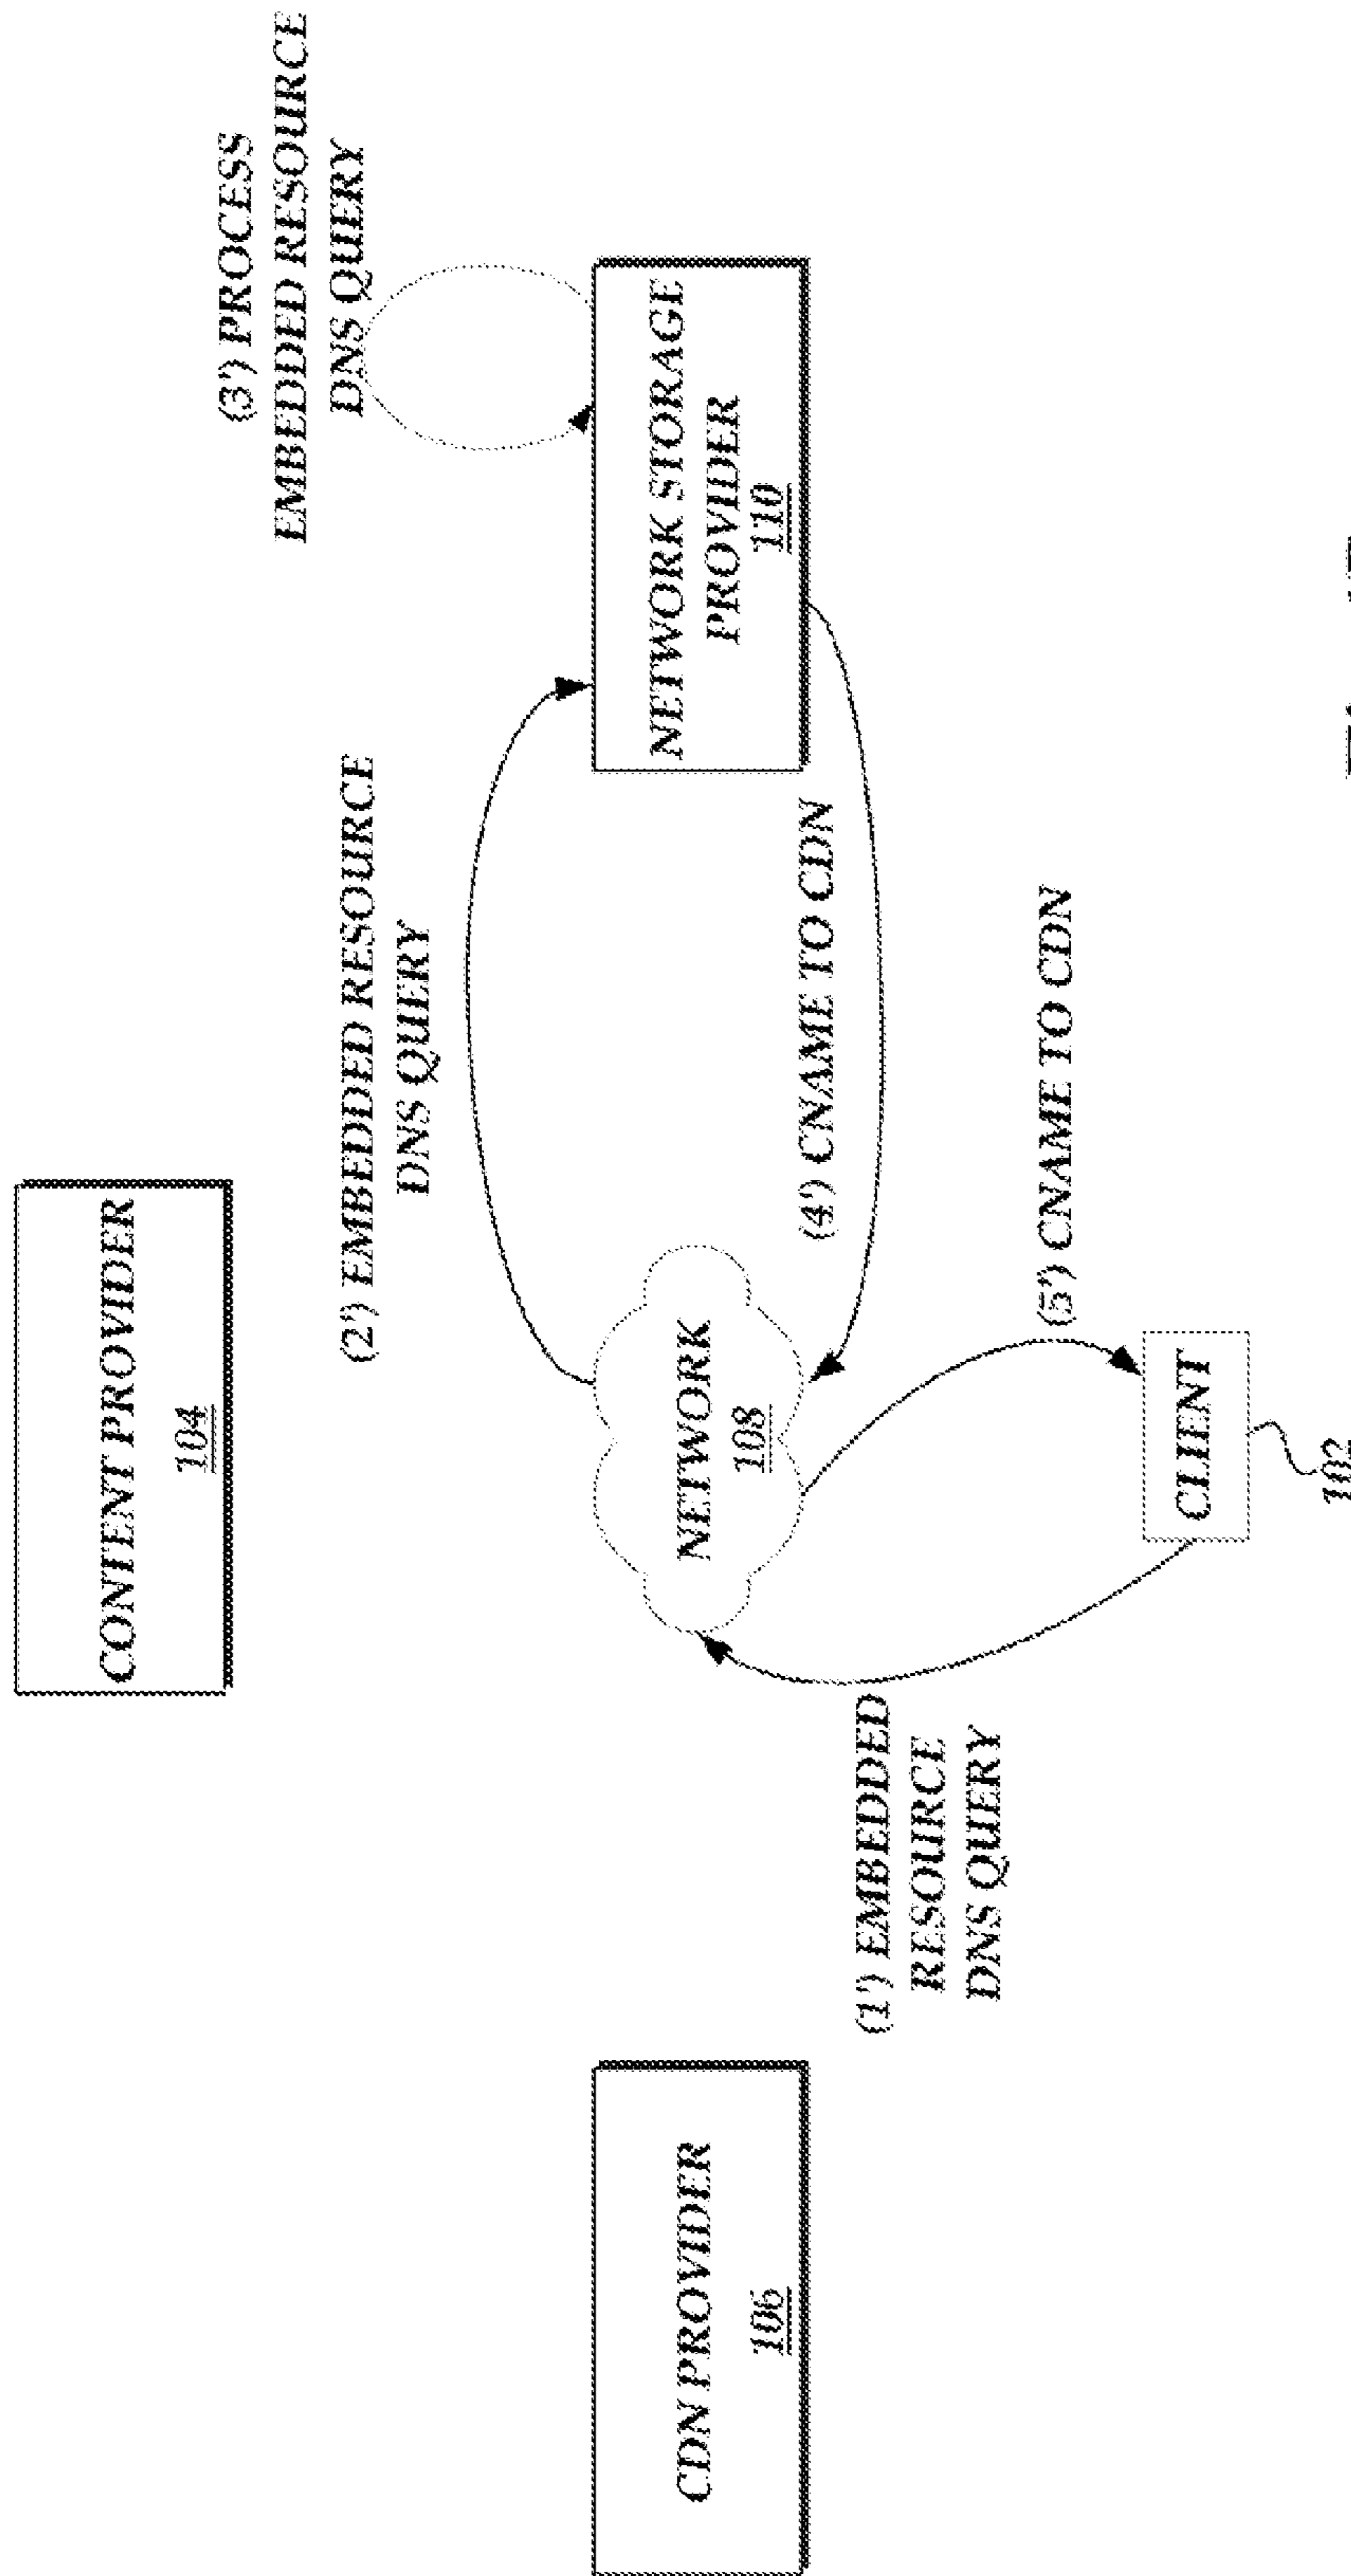 CONTENT PROVIDER
104
(3') PROCESS
EMBEDDED RESOURCE
DNS QUERY
(2') EMBEDDED RESOURCE
DNS QUERY
CDN PROVIDER
106
NETWORK
108
NETWORK STORAGE
PROVIDER
110
(4') CNAME TO CDN
(1') EMBEDDED
RESOURCE
DNS QUERY
(5') CNAME TO CDN
CLIENT
102